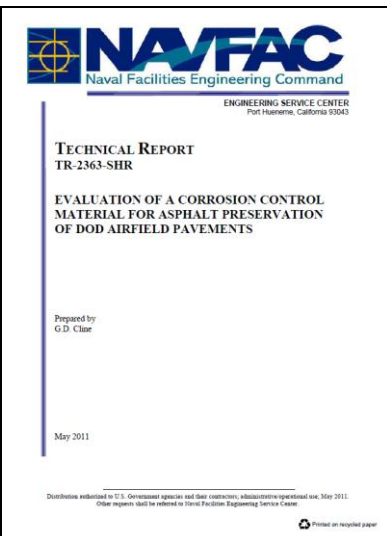 NAVFAC
Naval Facilities Engineering Command
ENGINEERING SERVICE CENTER
Port Hueneme, California 93043
TECHNICAL REPORT
TR-2363-SHR
EVALUATION OF A CORROSION CONTROL
MATERIAL FOR ASPHALT PRESERVATION
OF DOD AIRFIELD PAVEMENTS
Prepared by
G.D. Cline
May 2011
Distribution authorized to U.S. Government agencies and their contractors; administrative/operational use; May 2011.
Other requests shall be referred to Naval Facilities Engineering Service Center.
Printed on recycled paper